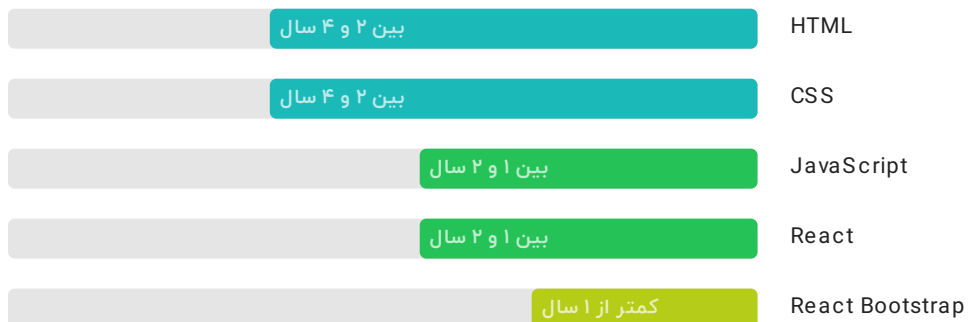 HTML بین ۲ و ۴ سال
CSS بین ۲ و ۴ سال
JavaScript بین ۱ و ۲ سال
React بین ۱ و ۲ سال
React Bootstrap کمتر از ۱ سال